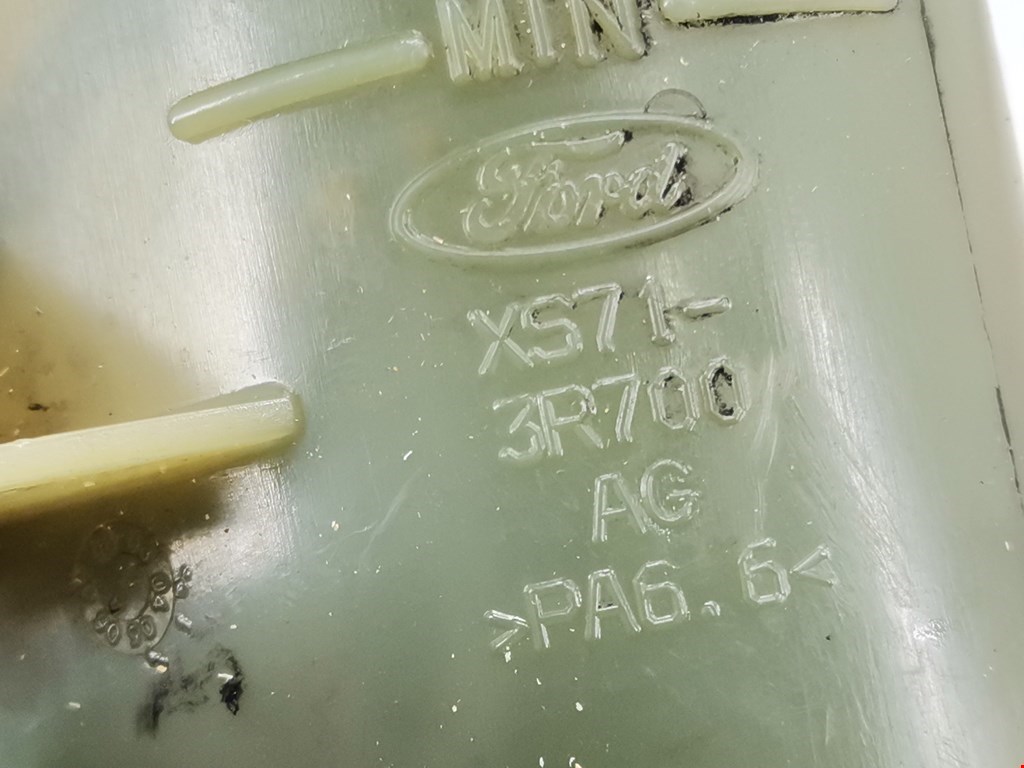 MIN
Ford
XS71-
3R700
AG
>PA6.6<